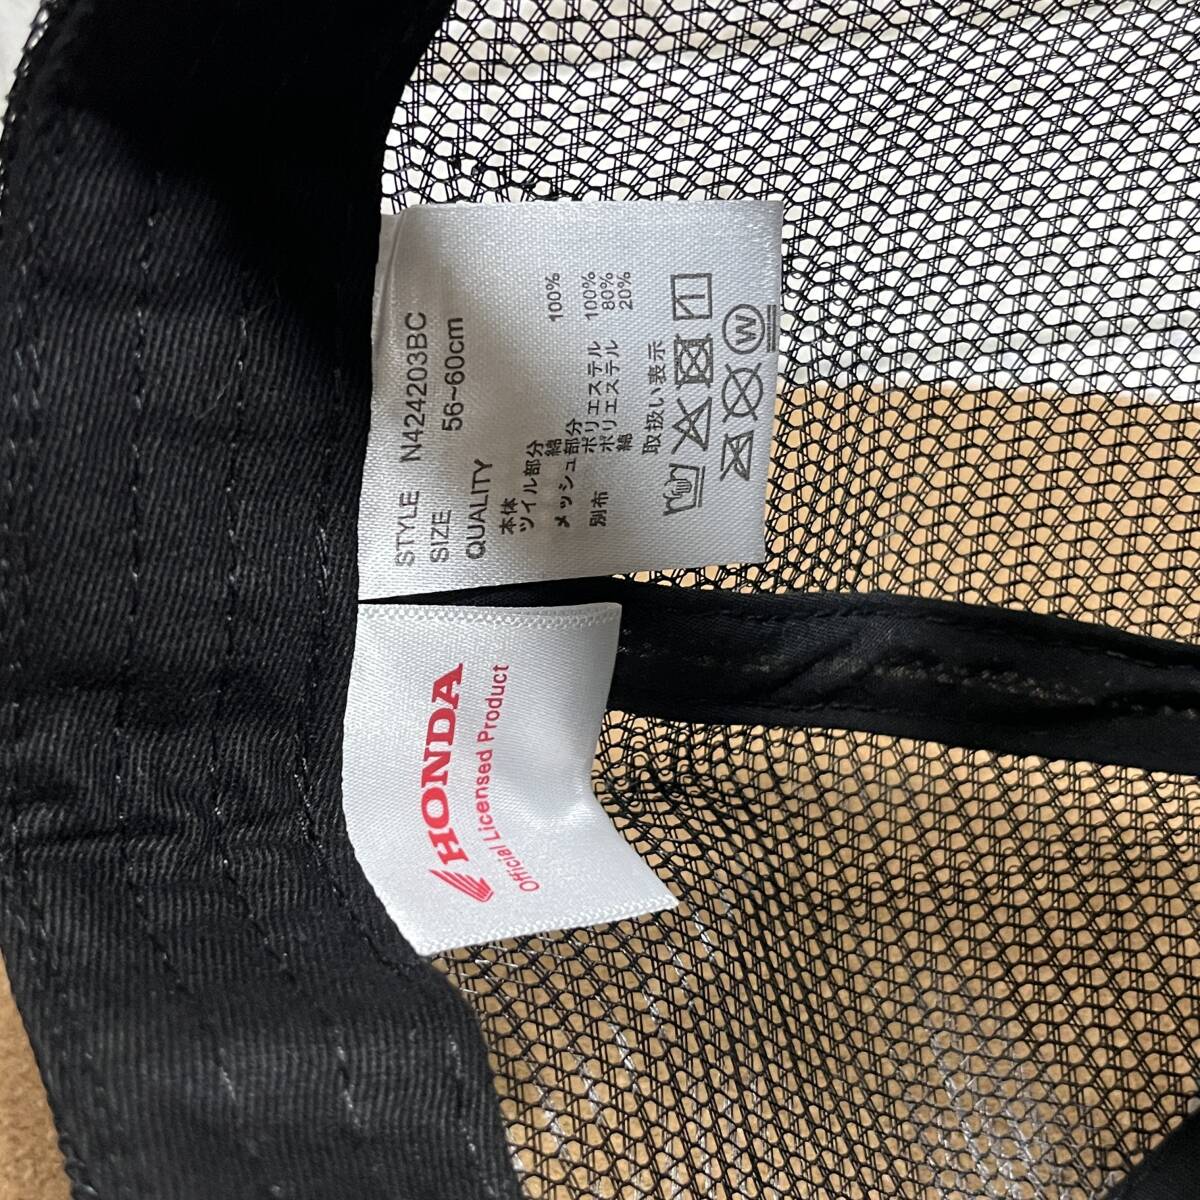 STYLE N424203BC
SIZE 56~60cm
QUALITY
本体
ツイル部分 綿 100%
メッシュ部分
ポリエステル 100%
別布 ポリエステル 80%
綿 20%
取扱い表示
W
HONDA
Official Licensed Product